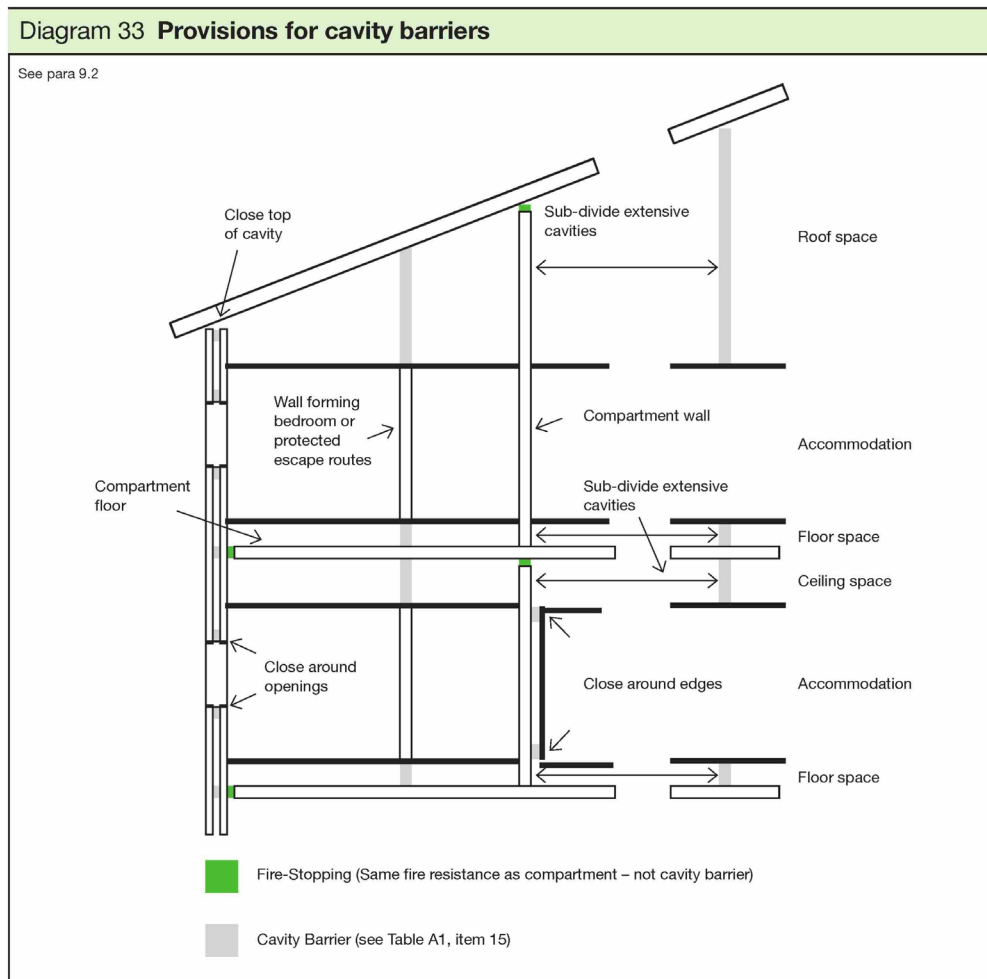 Diagram 33 Provisions for cavity barriers
See para 9.2
Close top
of cavity
Sub-divide extensive
cavities
Roof space
Wall forming
bedroom or
protected
escape routes
Compartment wall
Accommodation
Compartment
floor
Sub-divide extensive
cavities
Floor space
Ceiling space
Close around
openings
Close around edges
Accommodation
Floor space
Fire-Stopping (Same fire resistance as compartment – not cavity barrier)
Cavity Barrier (see Table A1, item 15)